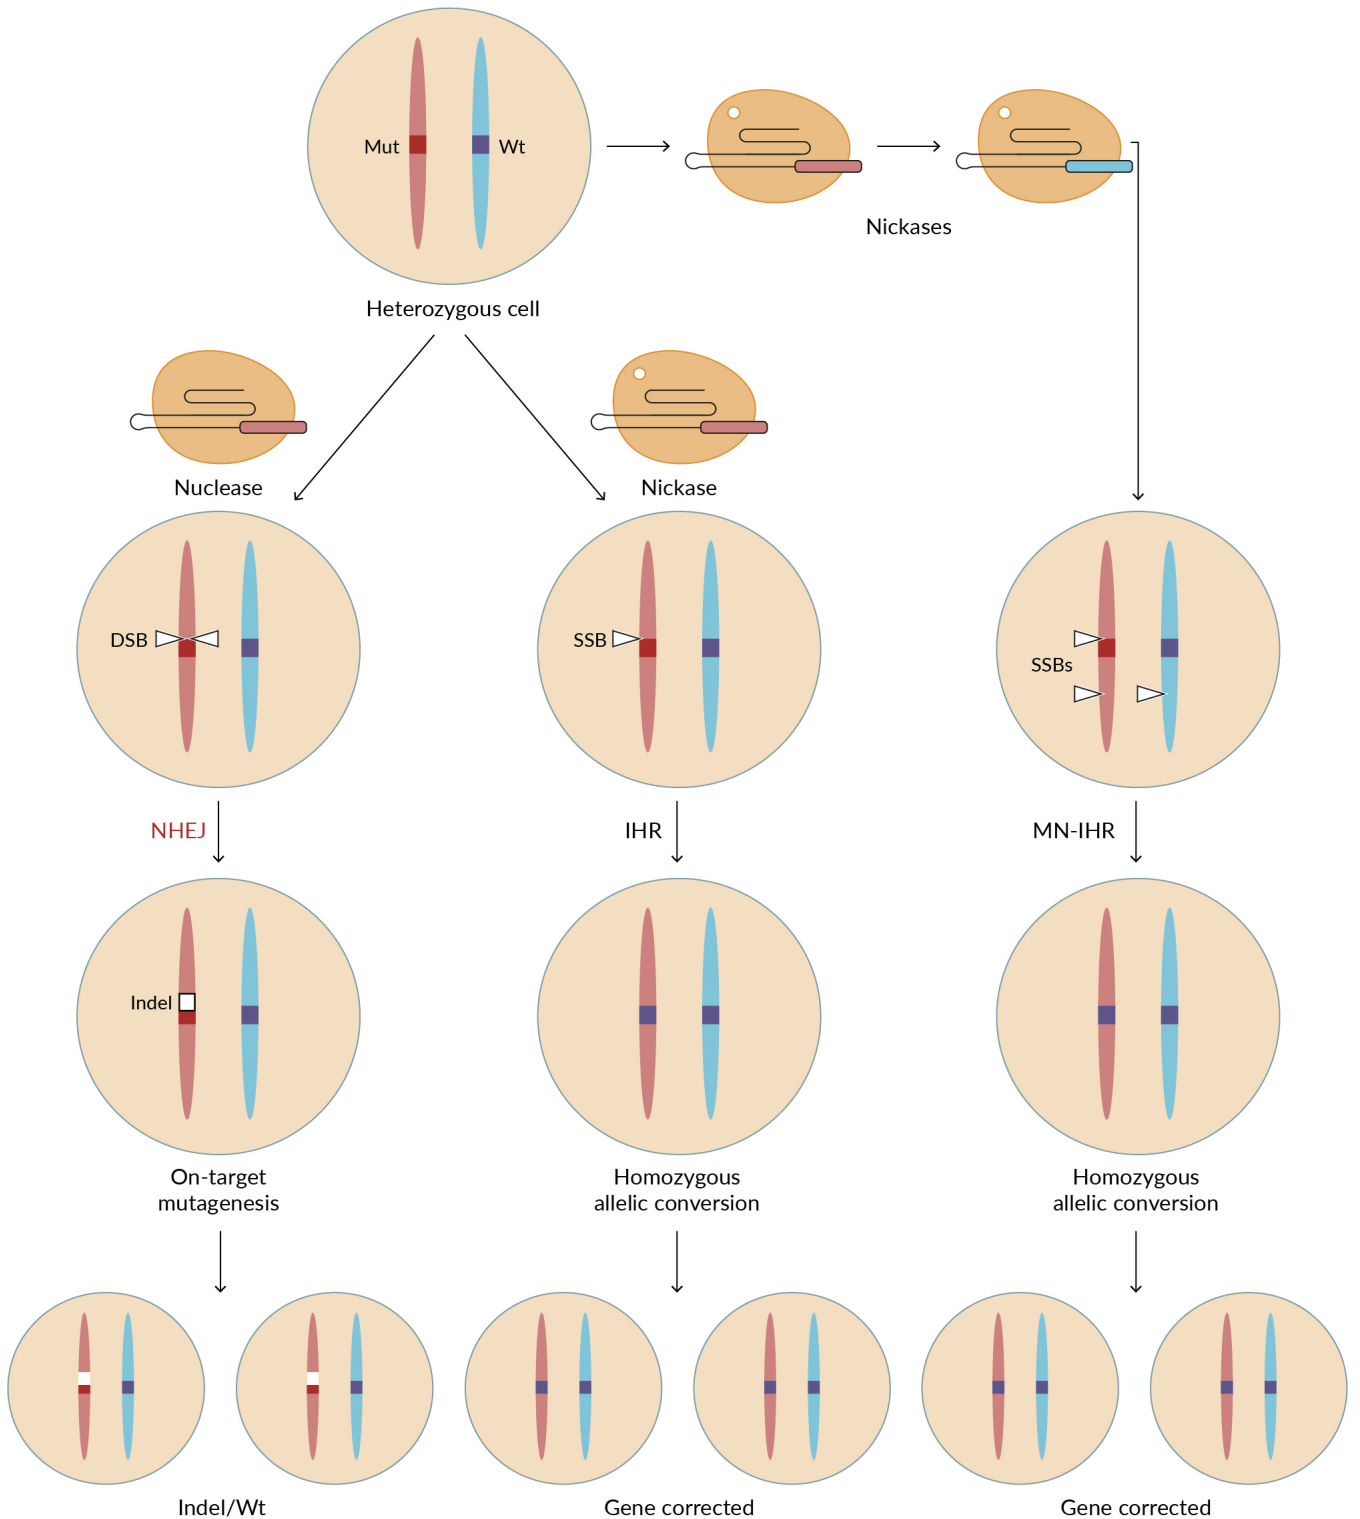 Mut
Wt
Nickases
Heterozygous cell
Nuclease
Nickase
DSB
SSB
SSBs
NHEJ
IHR
MN-IHR
Indel
On-target
mutagenesis
Homozygous
allelic conversion
Homozygous
allelic conversion
Indel/Wt
Gene corrected
Gene corrected